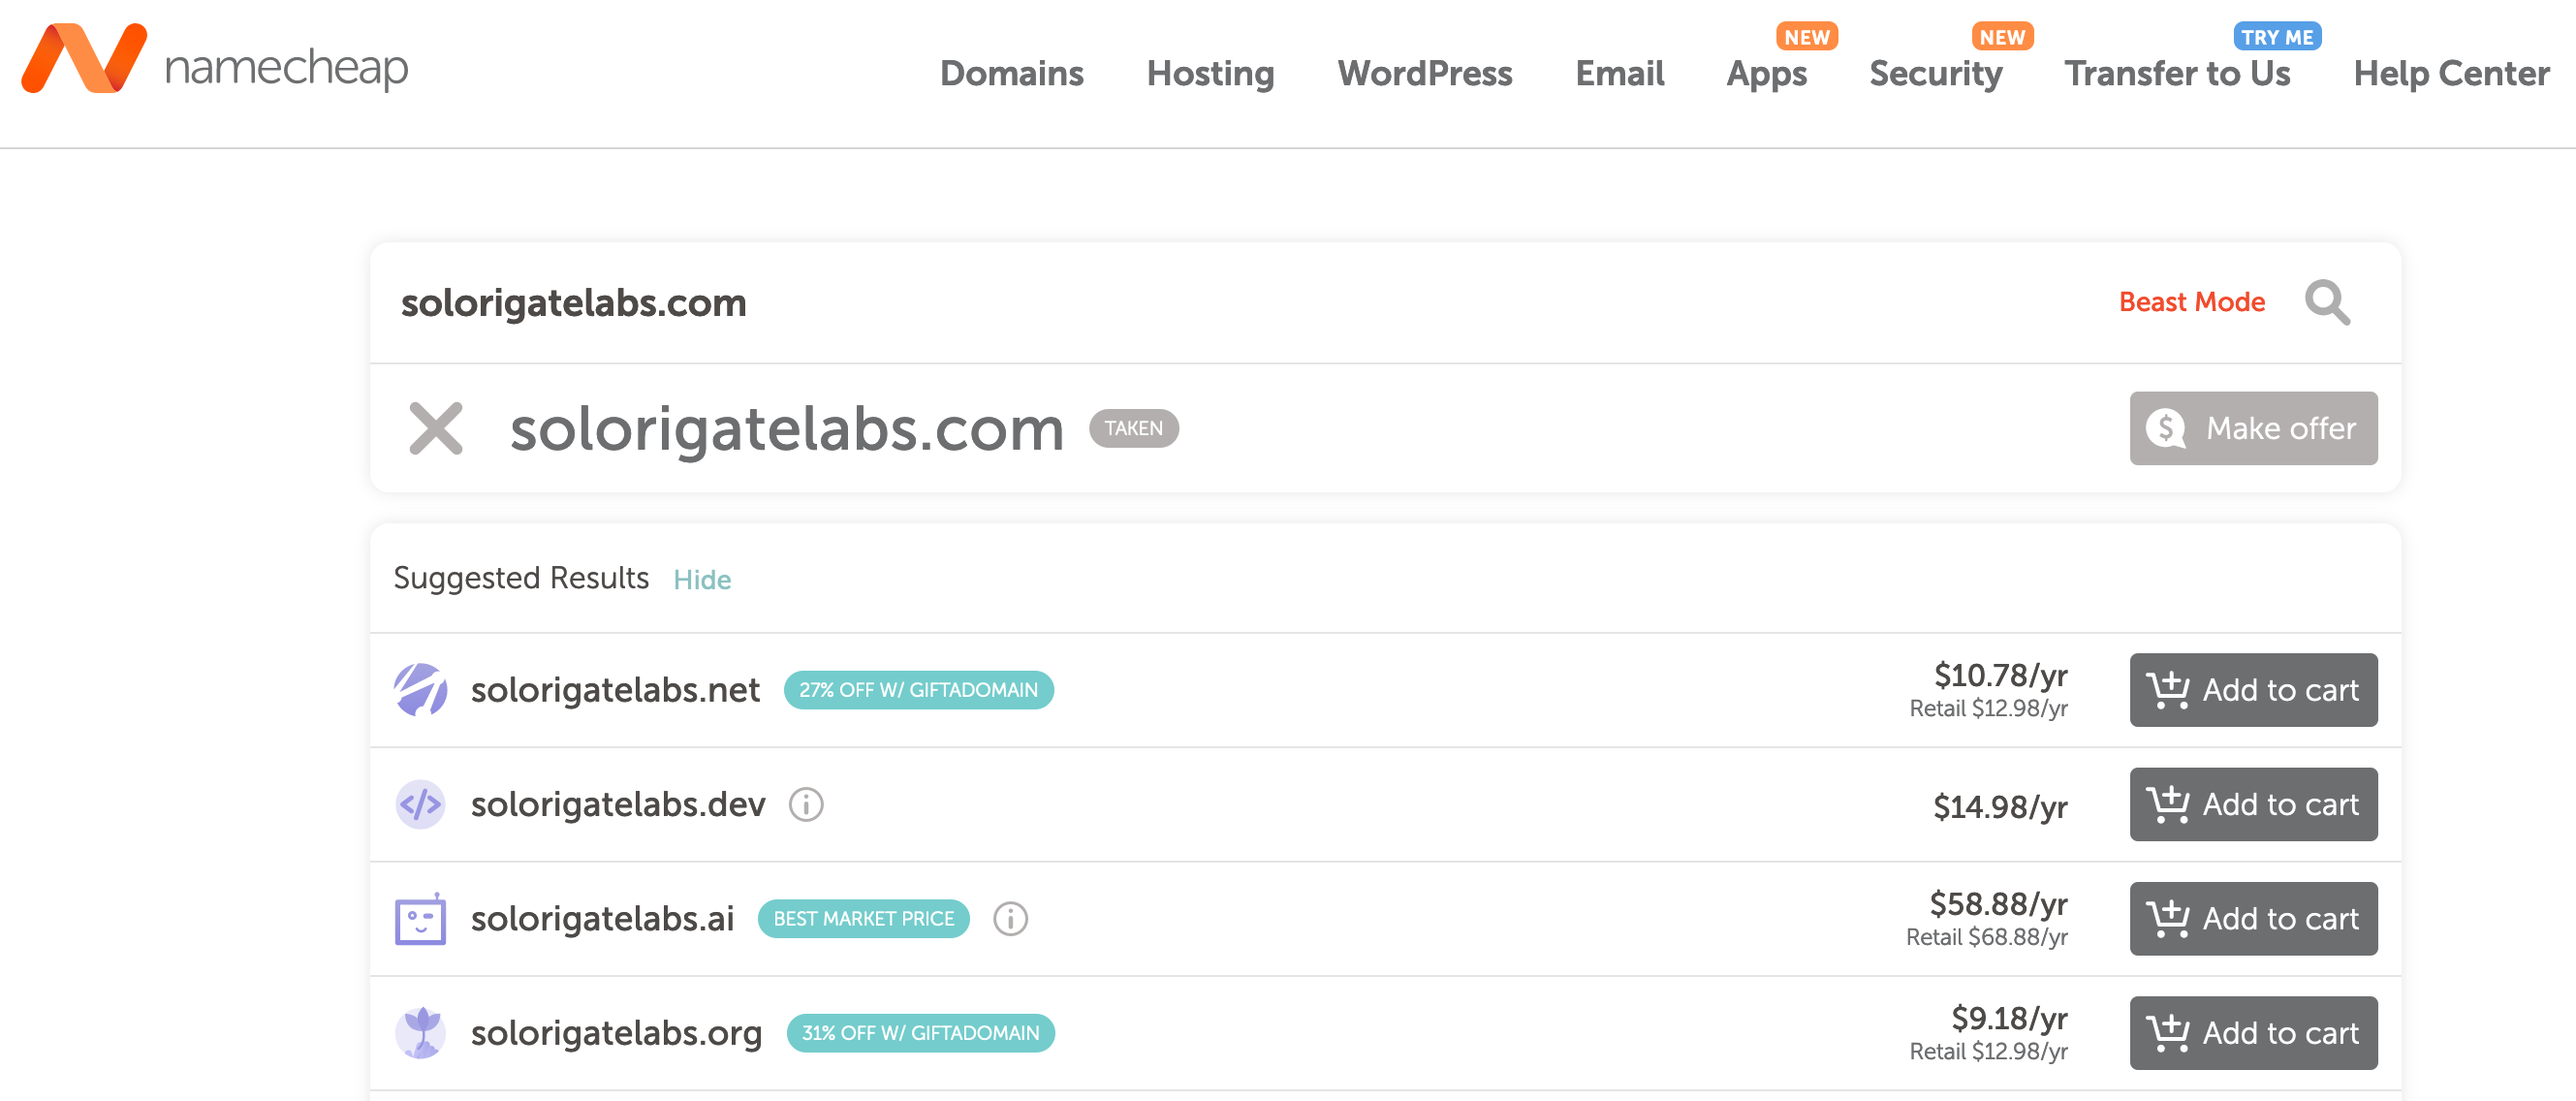 namecheap
Domains Hosting WordPress Email Apps NEW Security NEW Transfer to Us TRY ME Help Center
solorigatelabs.com Beast Mode
solorigatelabs.com TAKEN Make offer
Suggested Results Hide
solorigatelabs.net 27% OFF W/ GIFTADOMAIN $10.78/yr Add to cart
Retail $12.98/yr
solorigatelabs.dev $14.98/yr Add to cart
solorigatelabs.ai BEST MARKET PRICE $58.88/yr Add to cart
Retail $68.88/yr
solorigatelabs.org 31% OFF W/ GIFTADOMAIN $9.18/yr Add to cart
Retail $12.98/yr